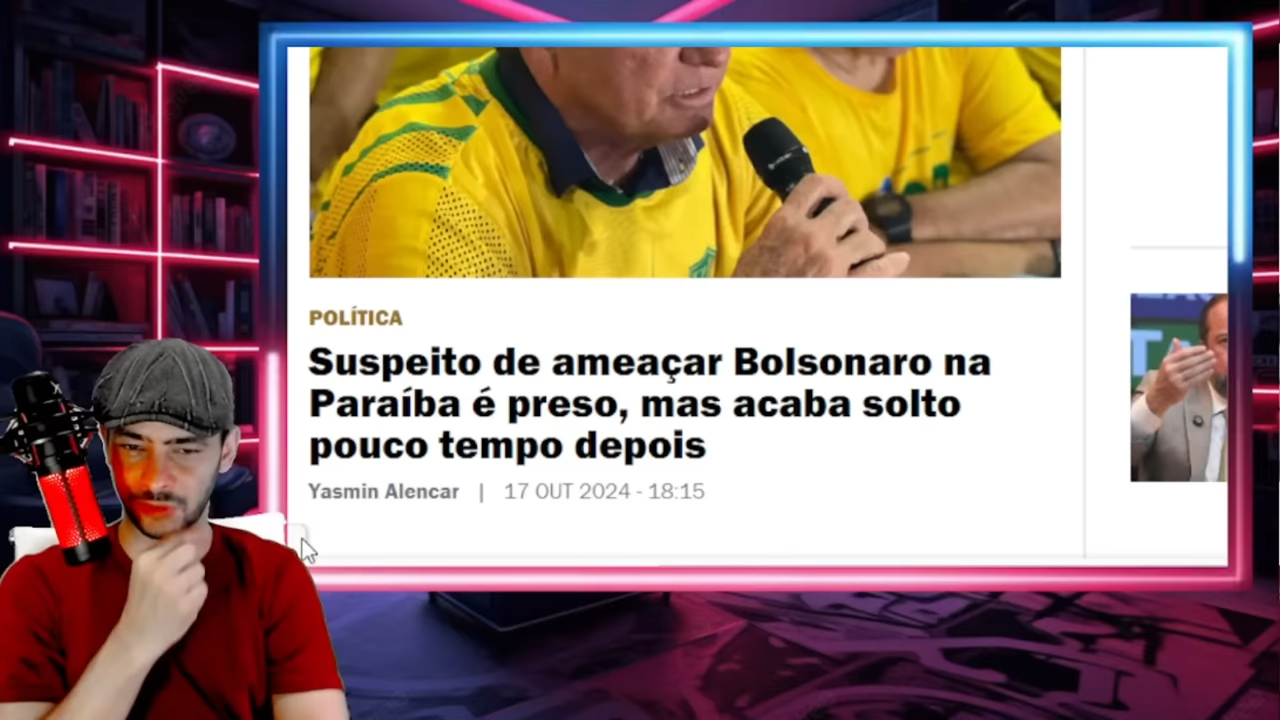 POLÍTICA
Suspeito de ameaçar Bolsonaro na
Paraíba é preso, mas acaba solto
pouco tempo depois
Yasmin Alencar | 17 OUT 2024 - 18:15